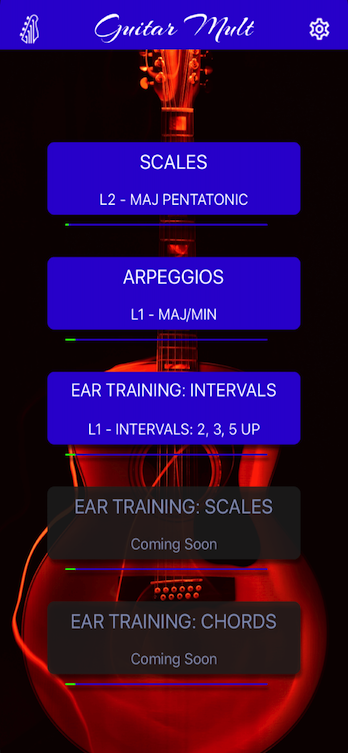 Guitar Mult
SCALES
L2 - MAJ PENTATONIC
ARPEGGIOS
L1 - MAJ/MIN
EAR TRAINING: INTERVALS
L1 - INTERVALS: 2, 3, 5 UP
EAR TRAINING: SCALES
Coming Soon
EAR TRAINING: CHORDS
Coming Soon